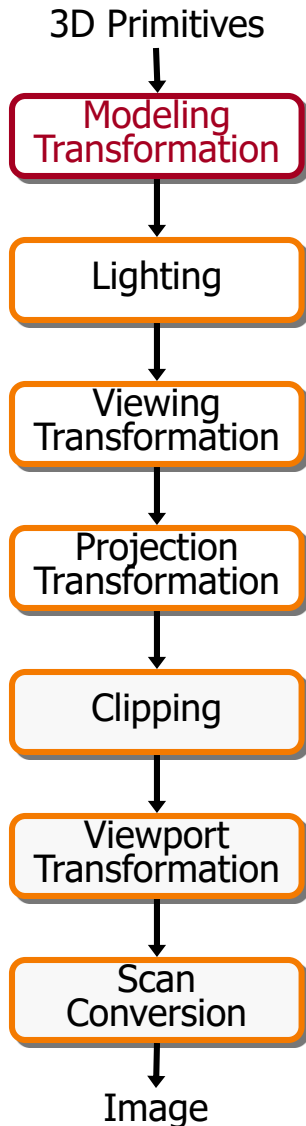 3D Primitives
Modeling
Transformation
Lighting
Viewing
Transformation
Projection
Transformation
Clipping
Viewport
Transformation
Scan
Conversion
Image